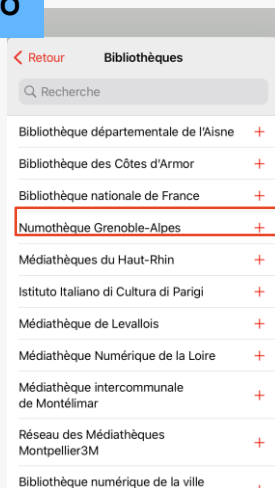 Retour Bibliothèques
Recherche
Bibliothèque départementale de l'Aisne +
Bibliothèque des Côtes d'Armor +
Bibliothèque nationale de France +
Numothèque Grenoble-Alpes +
Médiathèques du Haut-Rhin +
Istituto Italiano di Cultura di Parigi +
Médiathèque de Levallois +
Médiathèque Numérique de la Loire +
Médiathèque intercommunale
de Montélimar +
Réseau des Médiathèques
Montpellier3M +
Bibliothèque numérique de la ville